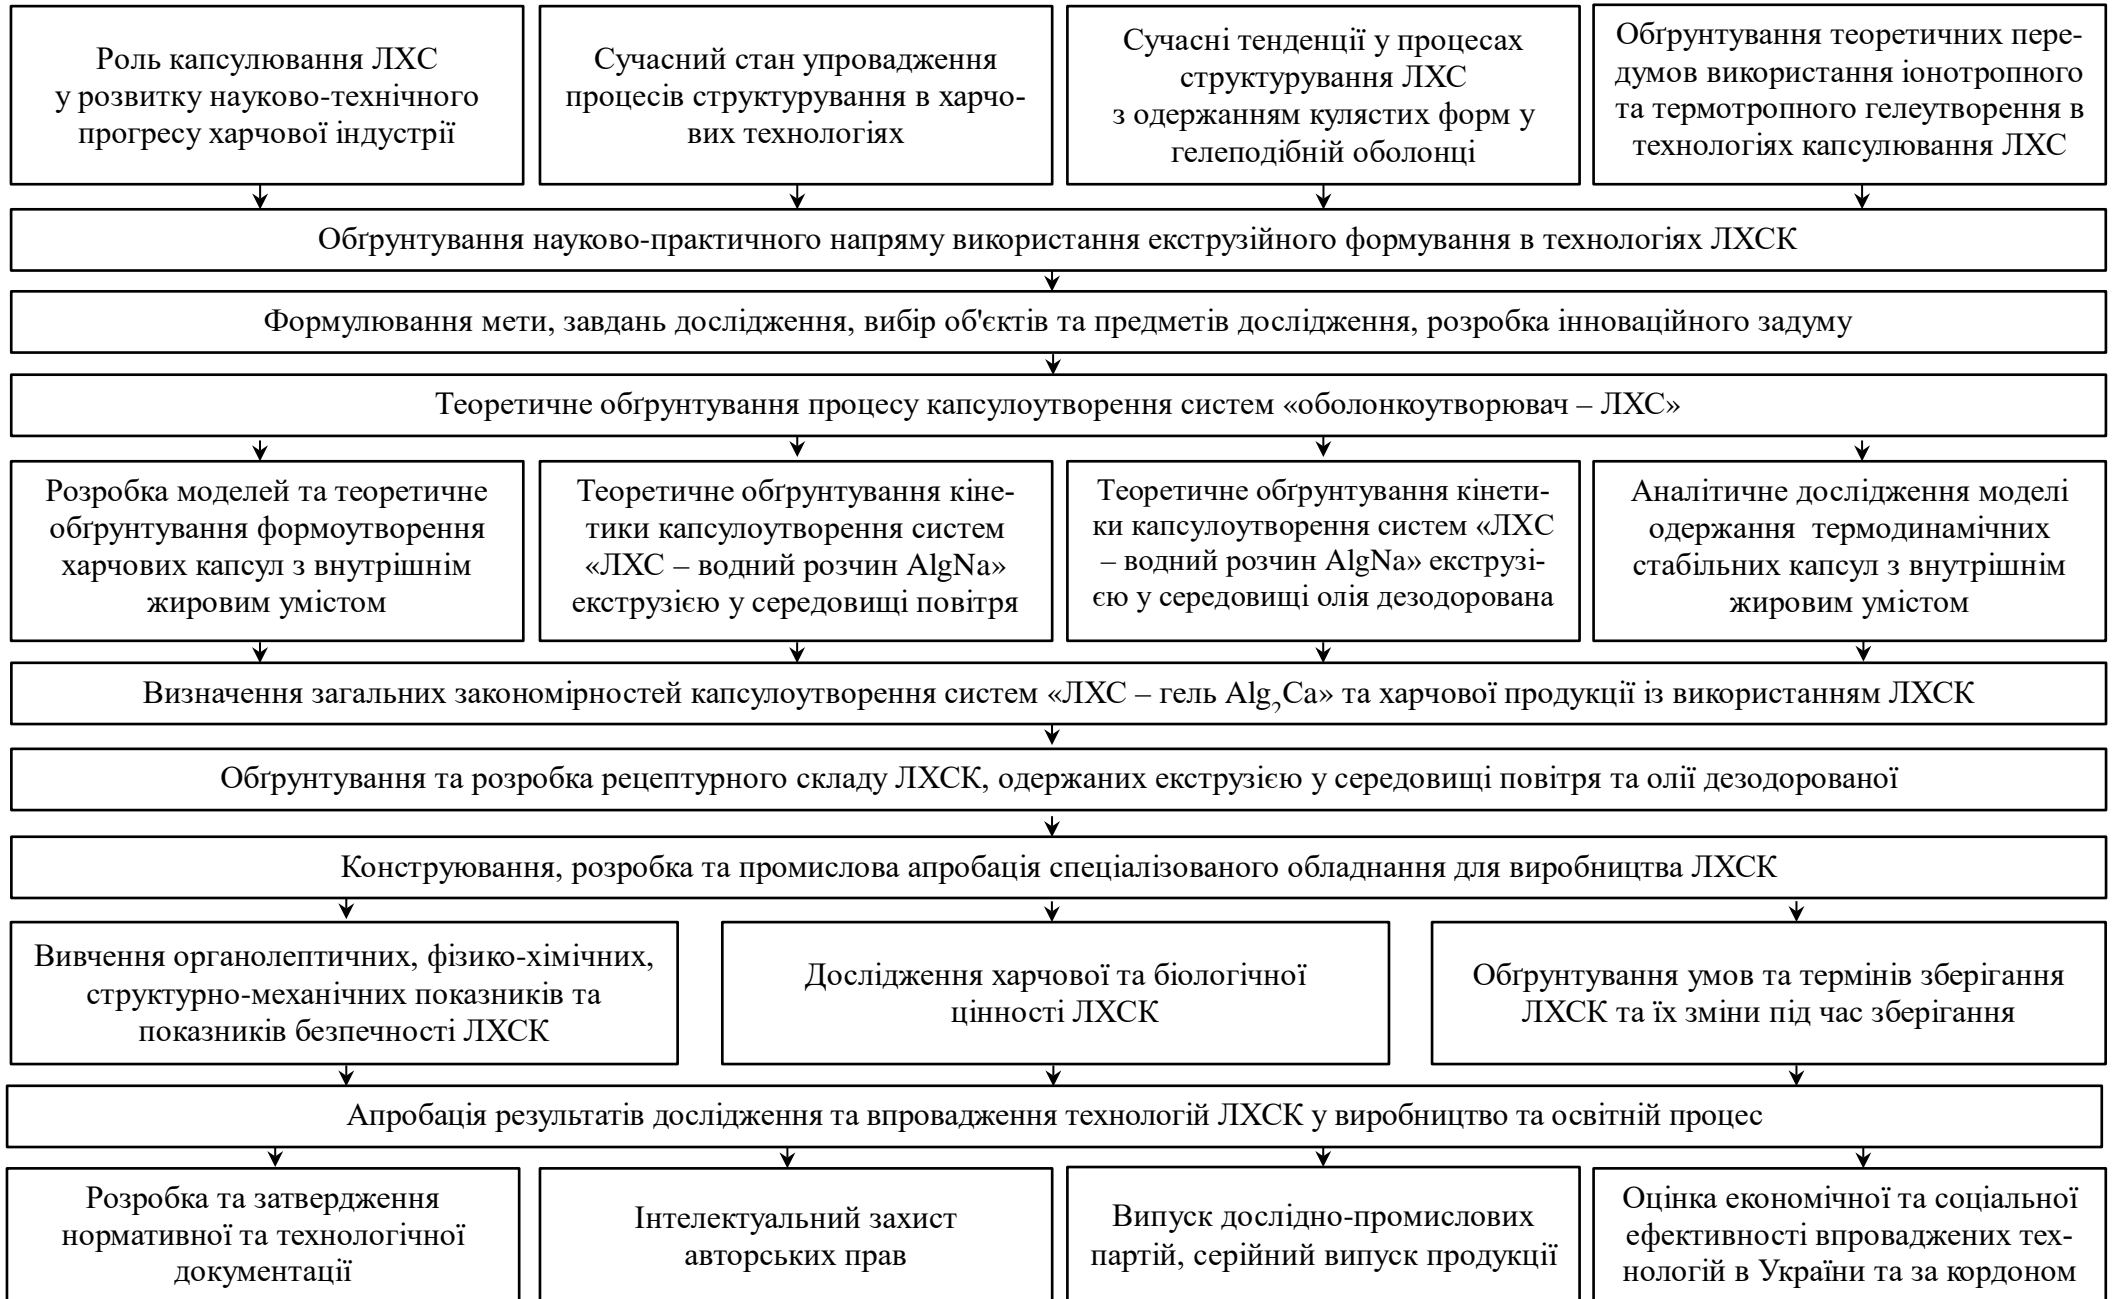 Роль капсулювання ЛХС
у розвитку науково-технічного
прогресу харчової індустрії
Сучасний стан упровадження
процесів структурування в харчо-
вих технологіях
Сучасні тенденції у процесах
структурування ЛХС
з одержанням кулястих форм у
гелеподібній оболонці
Обґрунтування теоретичних пере-
думов використання іонотропного
та термотропного гелеутворення в
технологіях капсулювання ЛХС
Обґрунтування науково-практичного напряму використання екструзійного формування в технологіях ЛХСК
Формулювання мети, завдань дослідження, вибір об'єктів та предметів дослідження, розробка інноваційного задуму
Теоретичне обґрунтування процесу капсулоутворення систем «оболонкоутворювач – ЛХС»
Розробка моделей та теоретичне
обґрунтування формоутворення
харчових капсул з внутрішнім
жировим умістом
Теоретичне обґрунтування кіне-
тики капсулоутворення систем
«ЛХС – водний розчин AlgNa»
екструзією у середовищі повітря
Теоретичне обґрунтування кінети-
ки капсулоутворення систем «ЛХС
– водний розчин AlgNa» екструзі-
єю у середовищі олія дезодорована
Аналітичне дослідження моделі
одержання термодинамічних
стабільних капсул з внутрішнім
жировим умістом
Визначення загальних закономірностей капсулоутворення систем «ЛХС – гель Alg₂Ca» та харчової продукції із використанням ЛХСК
Обґрунтування та розробка рецептурного складу ЛХСК, одержаних екструзією у середовищі повітря та олії дезодорованої
Конструювання, розробка та промислова апробація спеціалізованого обладнання для виробництва ЛХСК
Вивчення органолептичних, фізико-хімічних,
структурно-механічних показників та
показників безпечності ЛХСК
Дослідження харчової та біологічної
цінності ЛХСК
Обґрунтування умов та термінів зберігання
ЛХСК та їх зміни під час зберігання
Апробація результатів дослідження та впровадження технологій ЛХСК у виробництво та освітній процес
Розробка та затвердження
нормативної та технологічної
документації
Інтелектуальний захист
авторських прав
Випуск дослідно-промислових
партій, серійний випуск продукції
Оцінка економічної та соціальної
ефективності впроваджених тех-
нологій в України та за кордоном